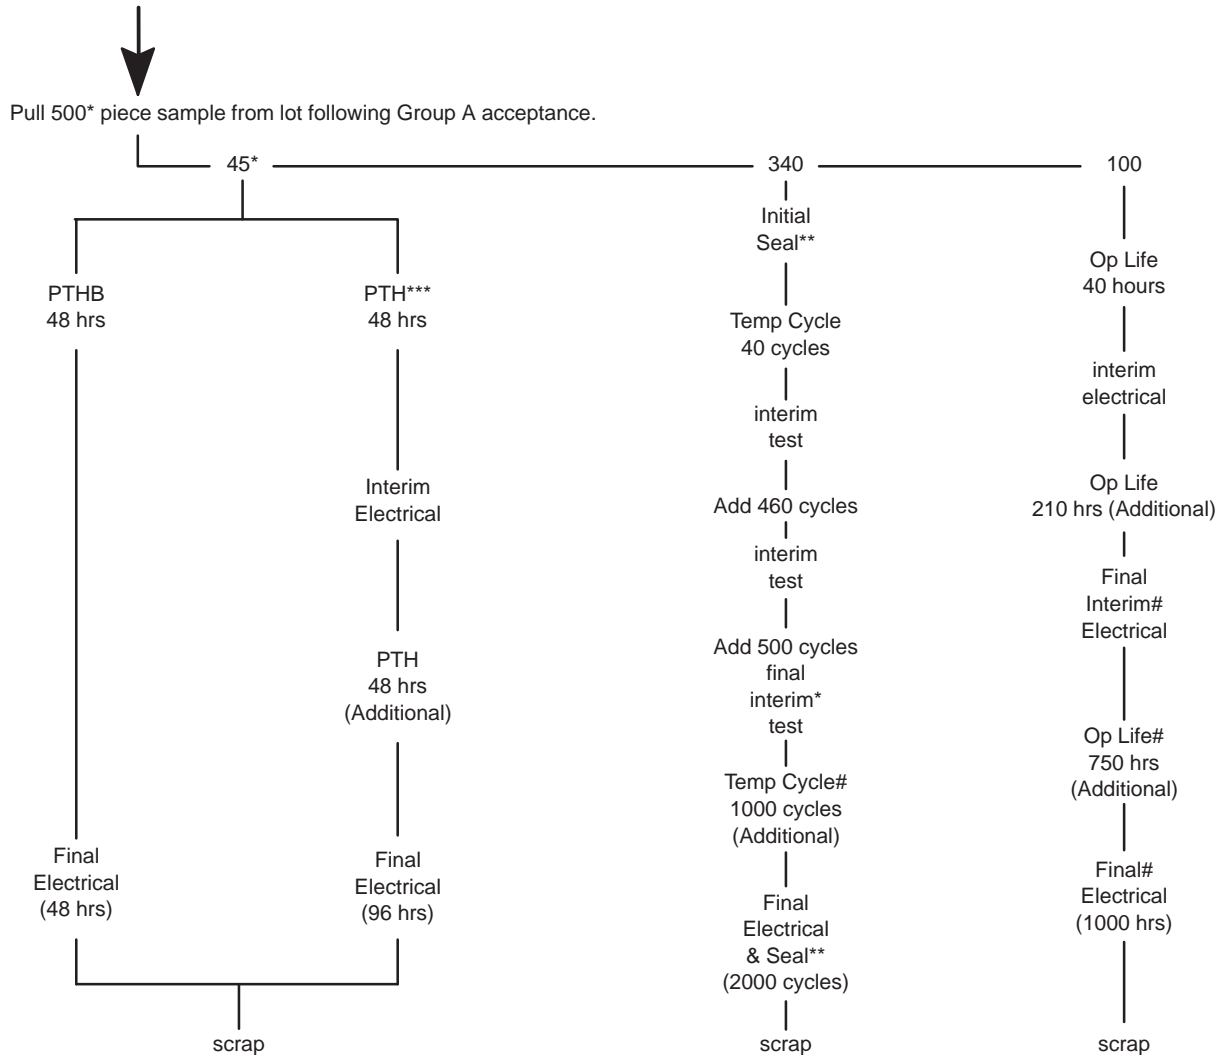 Pull 500* piece sample from lot following Group A acceptance.
45*
340
100
PTHB
48 hrs
Final
Electrical
(48 hrs)
PTH***
48 hrs
Interim
Electrical
PTH
48 hrs
(Additional)
Final
Electrical
(96 hrs)
scrap
Initial
Seal**
Temp Cycle
40 cycles
interim
test
Add 460 cycles
interim
test
Add 500 cycles
final
interim*
test
Temp Cycle#
1000 cycles
(Additional)
Final
Electrical
& Seal**
(2000 cycles)
scrap
Op Life
40 hours
interim
electrical
Op Life
210 hrs (Additional)
Final
Interim#
Electrical
Op Life#
750 hrs
(Additional)
Final#
Electrical
(1000 hrs)
scrap